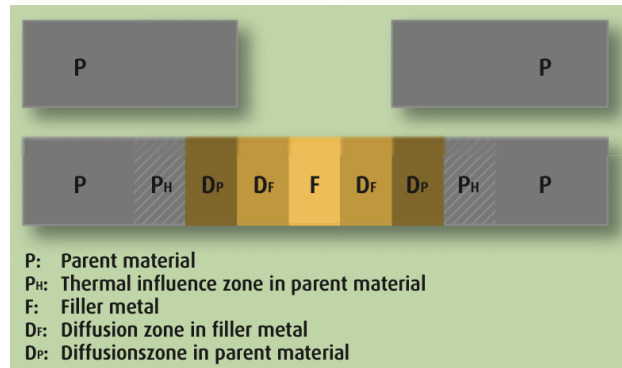 P P
P PH DP DF F DF DP PH P
P: Parent material
PH: Thermal influence zone in parent material
F: Filler metal
DF: Diffusion zone in filler metal
DP: Diffusionszone in parent material